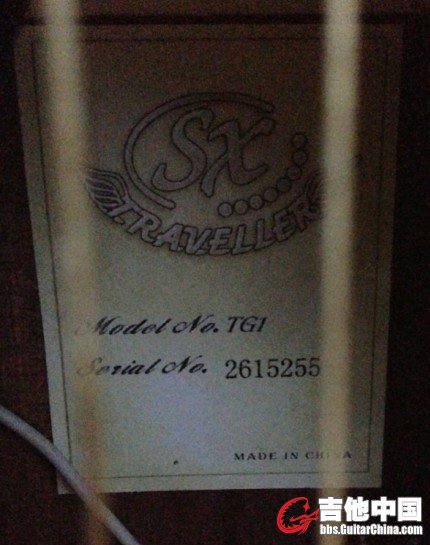 SX
TRAVELLER
Model No. TG1
Serial No. 2615255
MADE IN CHINA
吉他中国
bbs.GuitarChina.com